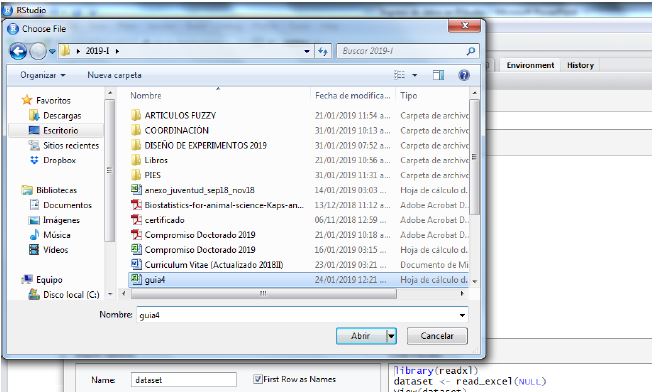 RStudio
Choose File
2019-I
Buscar 2019-I
Organizar
Nueva carpeta
Environment
History
Favoritos
Descargas
Escritorio
Sitios recientes
Dropbox
Bibliotecas
Documentos
Imágenes
Música
Vídeos
Equipo
Disco local (C:)
Nombre Fecha de modifica... Tipo
ARTICULOS FUZZY 21/01/2019 11:54 a... Carpeta de archivo
COORDINACIÓN 31/01/2019 10:13 a... Carpeta de archivo
DISEÑO DE EXPERIMENTOS 2019 31/01/2019 07:52 a... Carpeta de archivo
Libros 21/01/2019 10:56 a... Carpeta de archivo
PIES 31/01/2019 11:31 a... Carpeta de archivo
anexo_juventud_sep18_nov18 14/01/2019 03:03 ... Hoja de cálculo d...
Biostatistics-for-animal-science-Kaps-an... 13/12/2018 11:12 a... Adobe Acrobat D...
certificado 06/11/2018 12:59 ... Adobe Acrobat D...
Compromiso Doctorado 2019 21/01/2019 10:18 a... Adobe Acrobat D...
Compromiso Doctorado 2019 16/01/2019 03:15 ... Hoja de cálculo d...
Curriculum Vitae (Actualizado 2018II) 23/01/2019 03:21 ... Documento de Mi
guia4 24/01/2019 12:21 ... Hoja de cálculo d...
Nombre: guia4
Abrir
Cancelar
Name: dataset
First Row as Names
library(readxl)
dataset <- read_excel(NULL)
view(dataset)